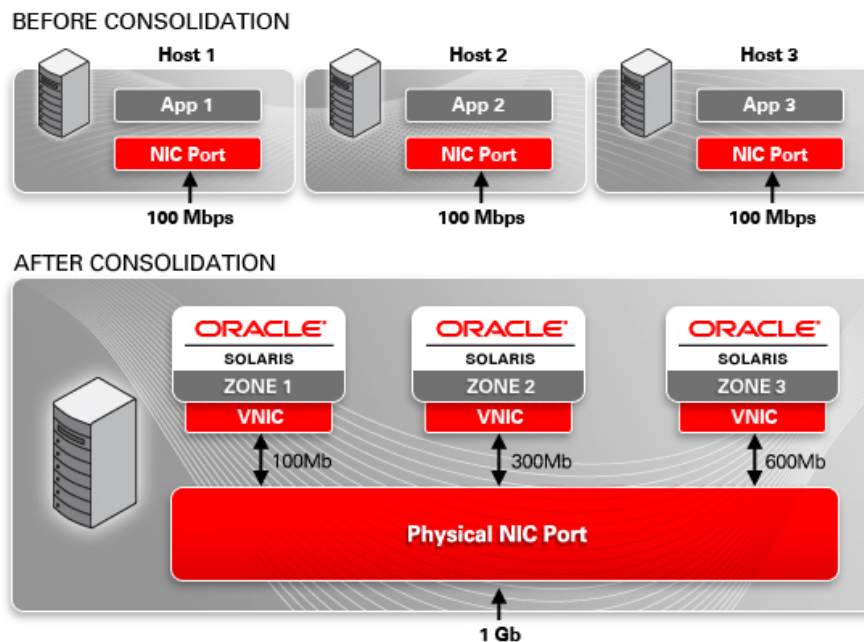 BEFORE CONSOLIDATION
Host 1
Host 2
Host 3
App 1
App 2
App 3
NIC Port
NIC Port
NIC Port
100 Mbps
100 Mbps
100 Mbps
AFTER CONSOLIDATION
ORACLE
ORACLE
ORACLE
SOLARIS
SOLARIS
SOLARIS
ZONE 1
ZONE 2
ZONE 3
VNIC
VNIC
VNIC
100Mb
300Mb
600Mb
Physical NIC Port
1 Gb